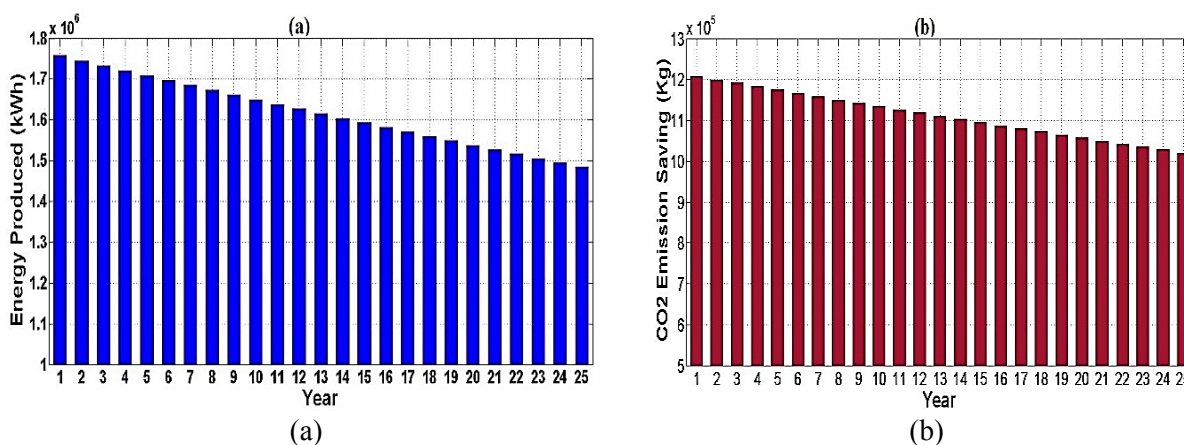 (a)
x 10⁶
1.8
1.7
1.6
1.5
1.4
1.3
1.2
1.1
1
Energy Produced (kWh)
1 2 3 4 5 6 7 8 9 10 11 12 13 14 15 16 17 18 19 20 21 22 23 24 25
Year
(a)
(b)
x 10⁵
13
12
11
10
9
8
7
6
5
CO2 Emission Saving (Kg)
1 2 3 4 5 6 7 8 9 10 11 12 13 14 15 16 17 18 19 20 21 22 23 24 25
Year
(b)